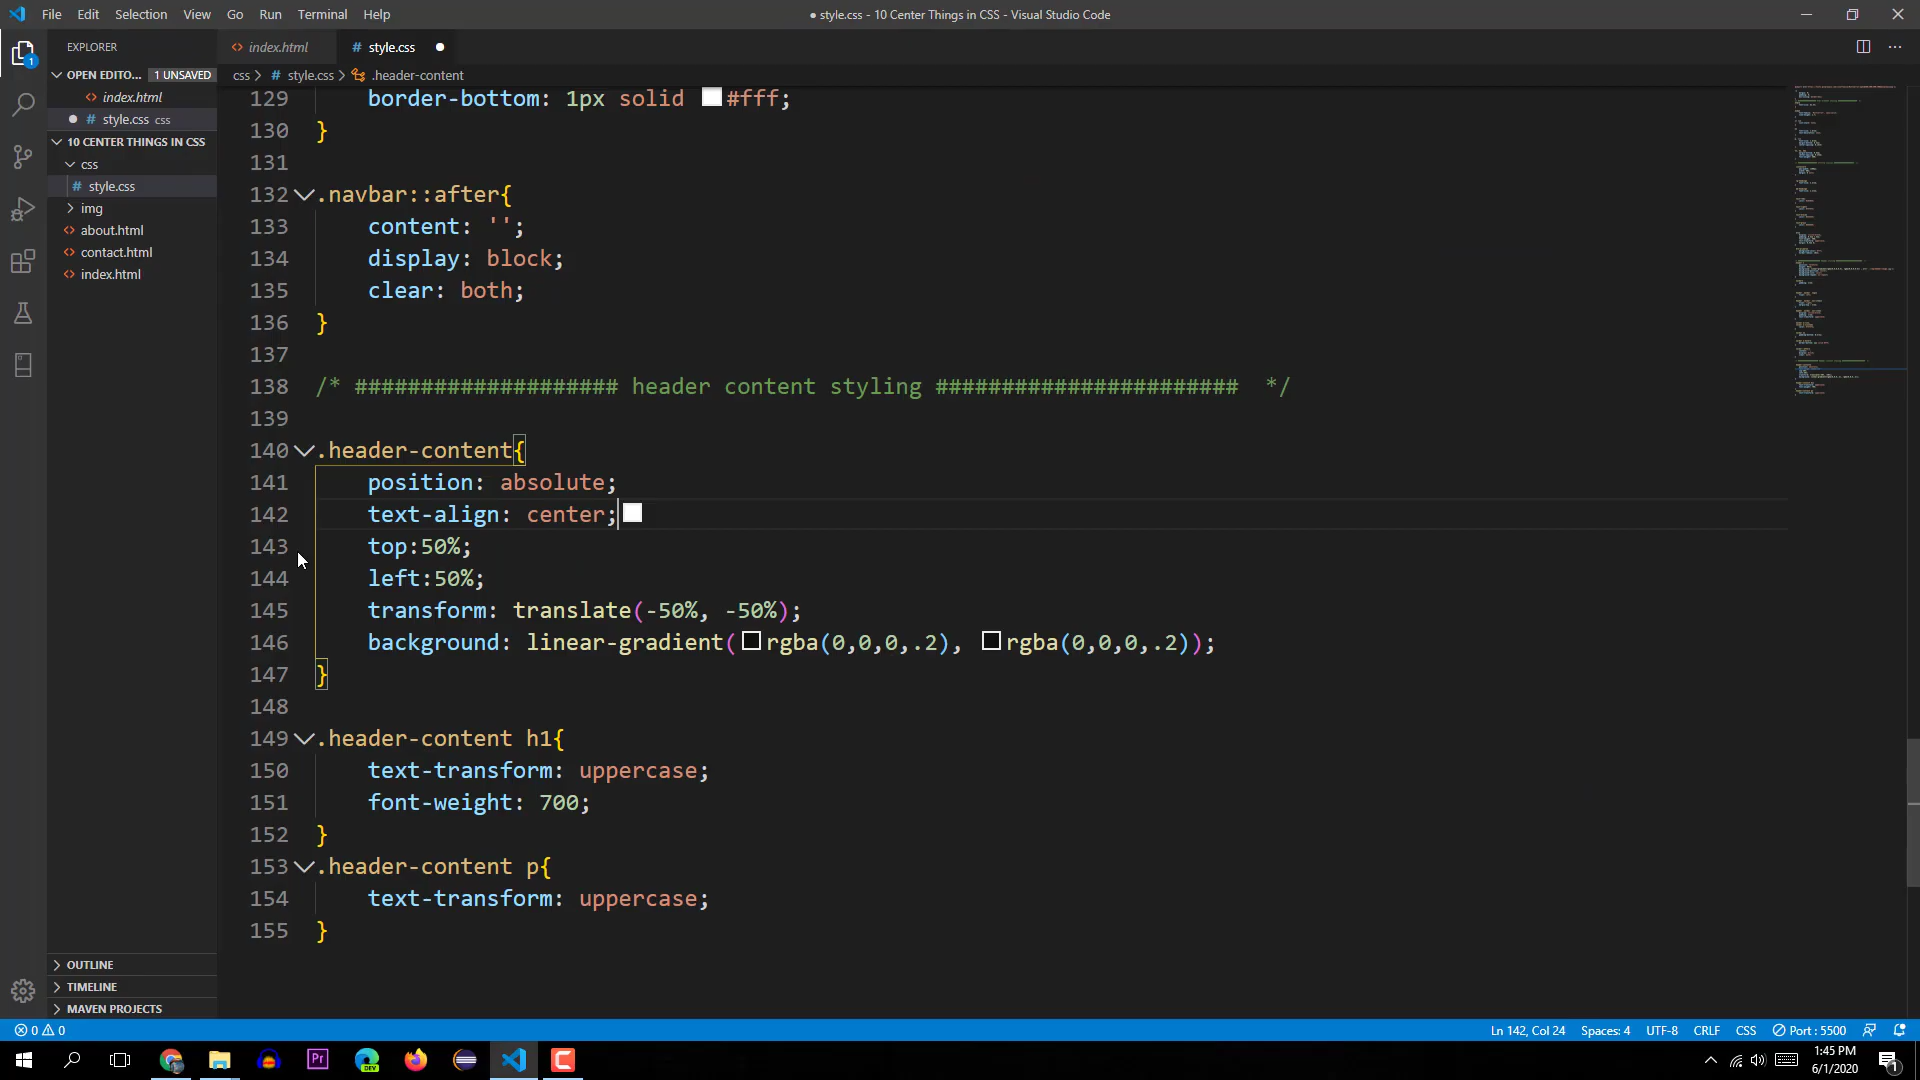 File Edit Selection View Go Run Terminal Help
● style.css - 10 Center Things in CSS - Visual Studio Code
EXPLORER
OPEN EDITO... 1 UNSAVED
<> index.html
● # style.css css
10 CENTER THINGS IN CSS
css
# style.css
img
<> about.html
<> contact.html
<> index.html
OUTLINE
TIMELINE
MAVEN PROJECTS
1
<> index.html # style.css ●
css > # style.css > .header-content
129 border-bottom: 1px solid #fff;
130 }
131
132 .navbar::after{
133 content: '';
134 display: block;
135 clear: both;
136 }
137
138 /* #################### header content styling ####################### */
139
140 .header-content{
141 position: absolute;
142 text-align: center;
143 top:50%;
144 left:50%;
145 transform: translate(-50%, -50%);
146 background: linear-gradient(rgba(0,0,0,.2), rgba(0,0,0,.2));
147 }
148
149 .header-content h1{
150 text-transform: uppercase;
151 font-weight: 700;
152 }
153 .header-content p{
154 text-transform: uppercase;
155 }
0 0
Ln 142, Col 24 Spaces: 4 UTF-8 CRLF CSS Port : 5500
Pr
DEV
1:45 PM
6/1/2020
1